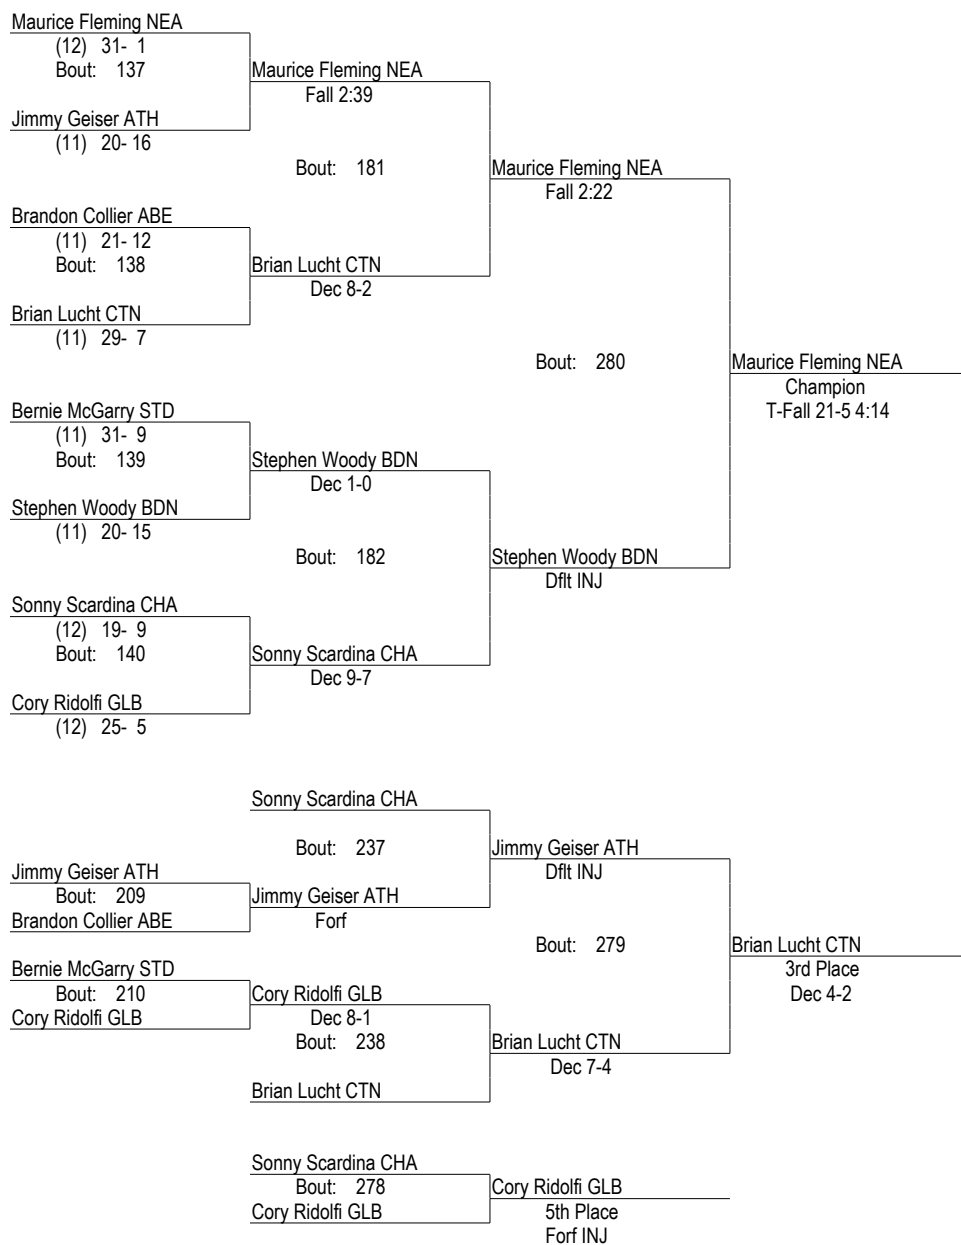 Maurice Fleming NEA
(12) 31- 1
Bout: 137
Maurice Fleming NEA
Fall 2:39
Jimmy Geiser ATH
(11) 20- 16
Bout: 181
Maurice Fleming NEA
Fall 2:22
Brandon Collier ABE
(11) 21- 12
Bout: 138
Brian Lucht CTN
Dec 8-2
Brian Lucht CTN
(11) 29- 7
Bout: 280
Maurice Fleming NEA
Champion
T-Fall 21-5 4:14
Bernie McGarry STD
(11) 31- 9
Bout: 139
Stephen Woody BDN
Dec 1-0
Stephen Woody BDN
(11) 20- 15
Bout: 182
Stephen Woody BDN
Dflt INJ
Sonny Scardina CHA
(12) 19- 9
Bout: 140
Sonny Scardina CHA
Dec 9-7
Cory Ridolfi GLB
(12) 25- 5
Sonny Scardina CHA
Bout: 237
Jimmy Geiser ATH
Dflt INJ
Jimmy Geiser ATH
Bout: 209
Brandon Collier ABE
Jimmy Geiser ATH
Forf
Bout: 279
Brian Lucht CTN
3rd Place
Dec 4-2
Bernie McGarry STD
Bout: 210
Cory Ridolfi GLB
Cory Ridolfi GLB
Dec 8-1
Bout: 238
Brian Lucht CTN
Dec 7-4
Brian Lucht CTN
Sonny Scardina CHA
Bout: 278
Cory Ridolfi GLB
Cory Ridolfi GLB
5th Place
Forf INJ